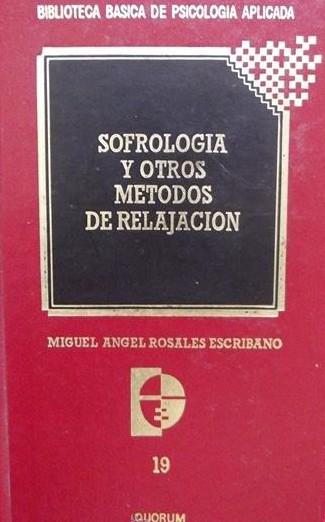 BIBLIOTECA BASICA DE PSICOLOGIA APLICADA
SOFROLOGIA
Y OTROS
METODOS
DE RELAJACION
MIGUEL ANGEL ROSALES ESCRIBANO
19
QUORUM